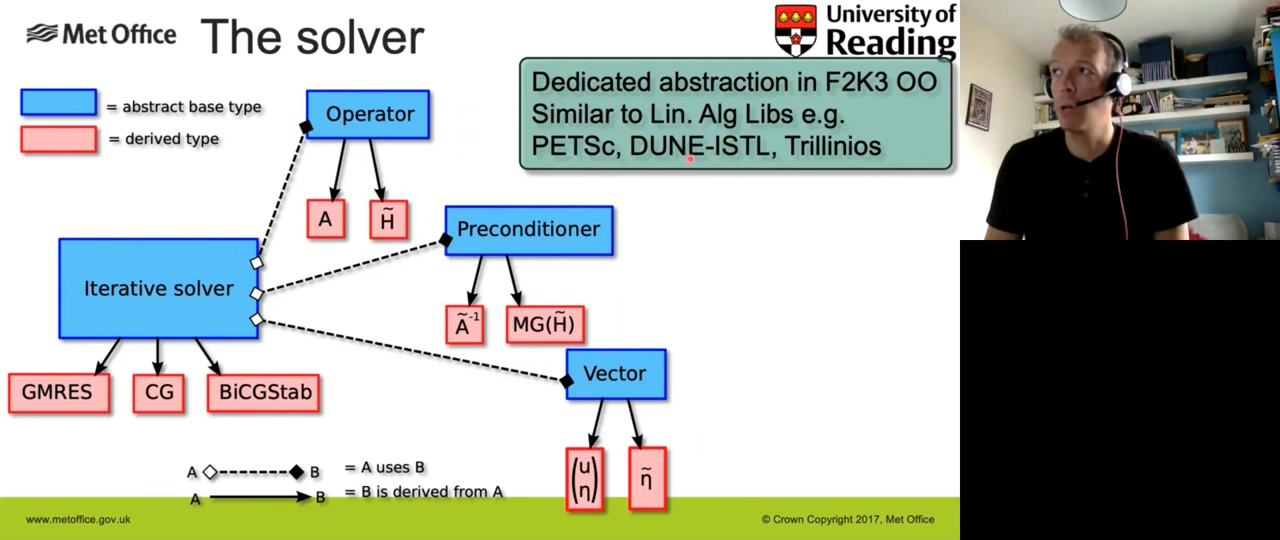 Met Office
The solver
University of
Reading
Dedicated abstraction in F2K3 OO
Similar to Lin. Alg Libs e.g.
PETSc, DUNE-ISTL, Trillinios
= abstract base type
= derived type
Operator
A
H̃
Preconditioner
Ã⁻¹
MG(H̃)
Iterative solver
GMRES
CG
BiCGStab
Vector
(u
η)
η̃
A B = A uses B
A B = B is derived from A
www.metoffice.gov.uk
© Crown Copyright 2017, Met Office